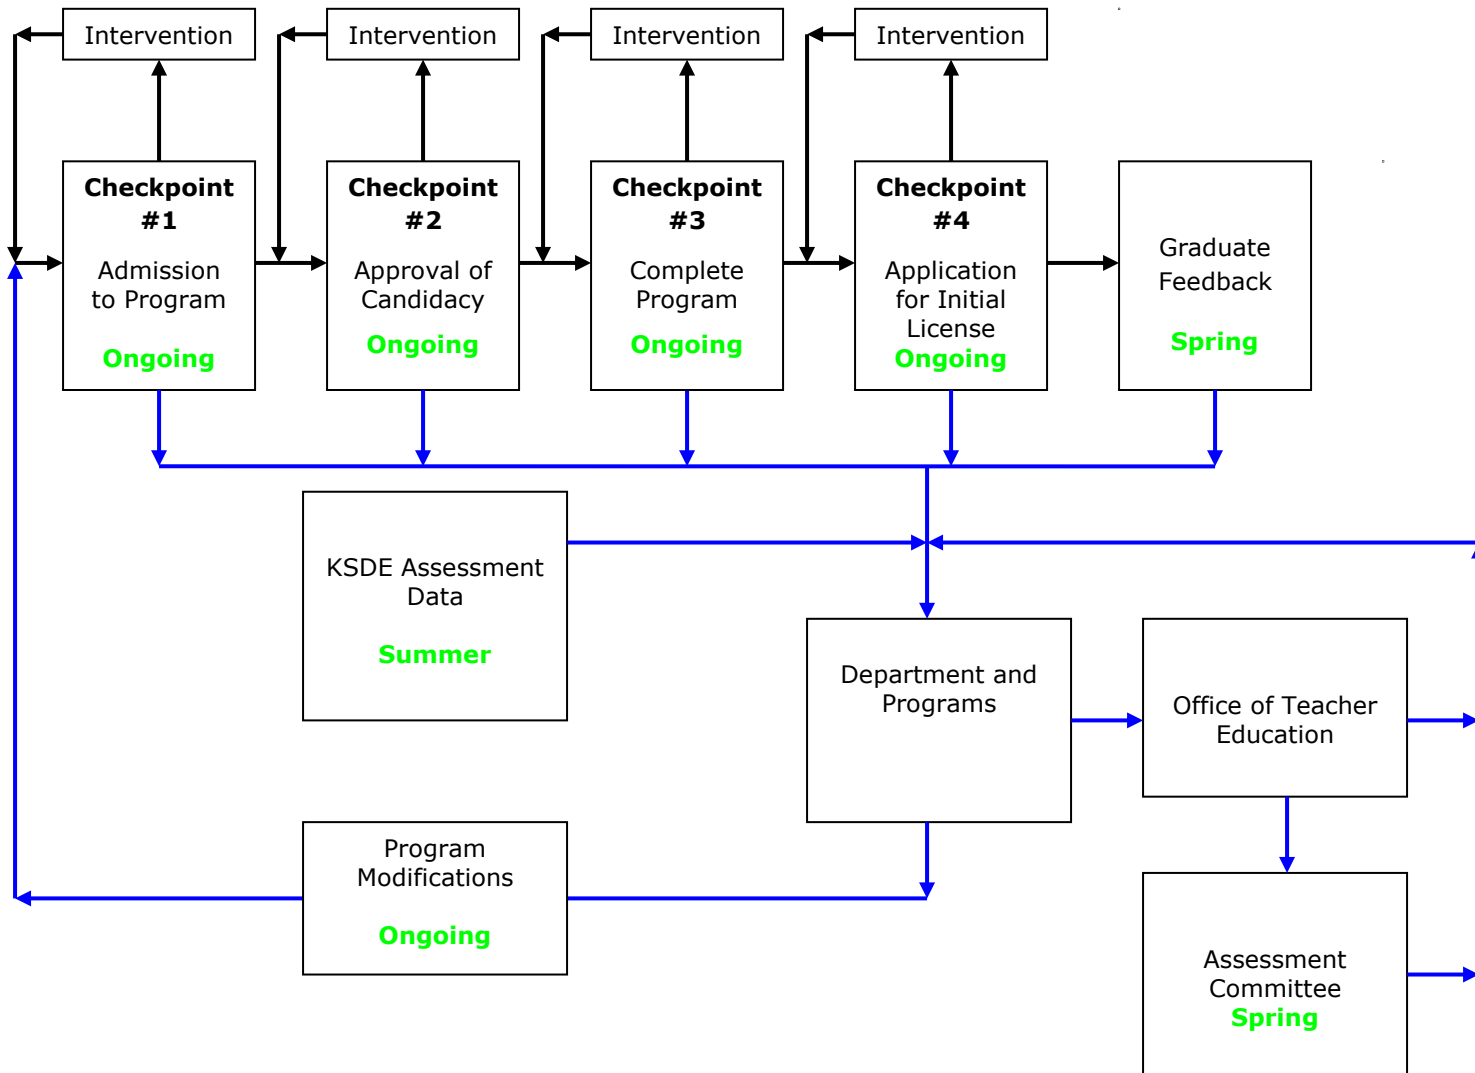 Intervention
Intervention
Intervention
Intervention
Checkpoint
#1
Admission
to Program
Ongoing
Checkpoint
#2
Approval of
Candidacy
Ongoing
Checkpoint
#3
Complete
Program
Ongoing
Checkpoint
#4
Application
for Initial
License
Ongoing
Graduate
Feedback
Spring
KSDE Assessment
Data
Summer
Department and
Programs
Office of Teacher
Education
Program
Modifications
Ongoing
Assessment
Committee
Spring